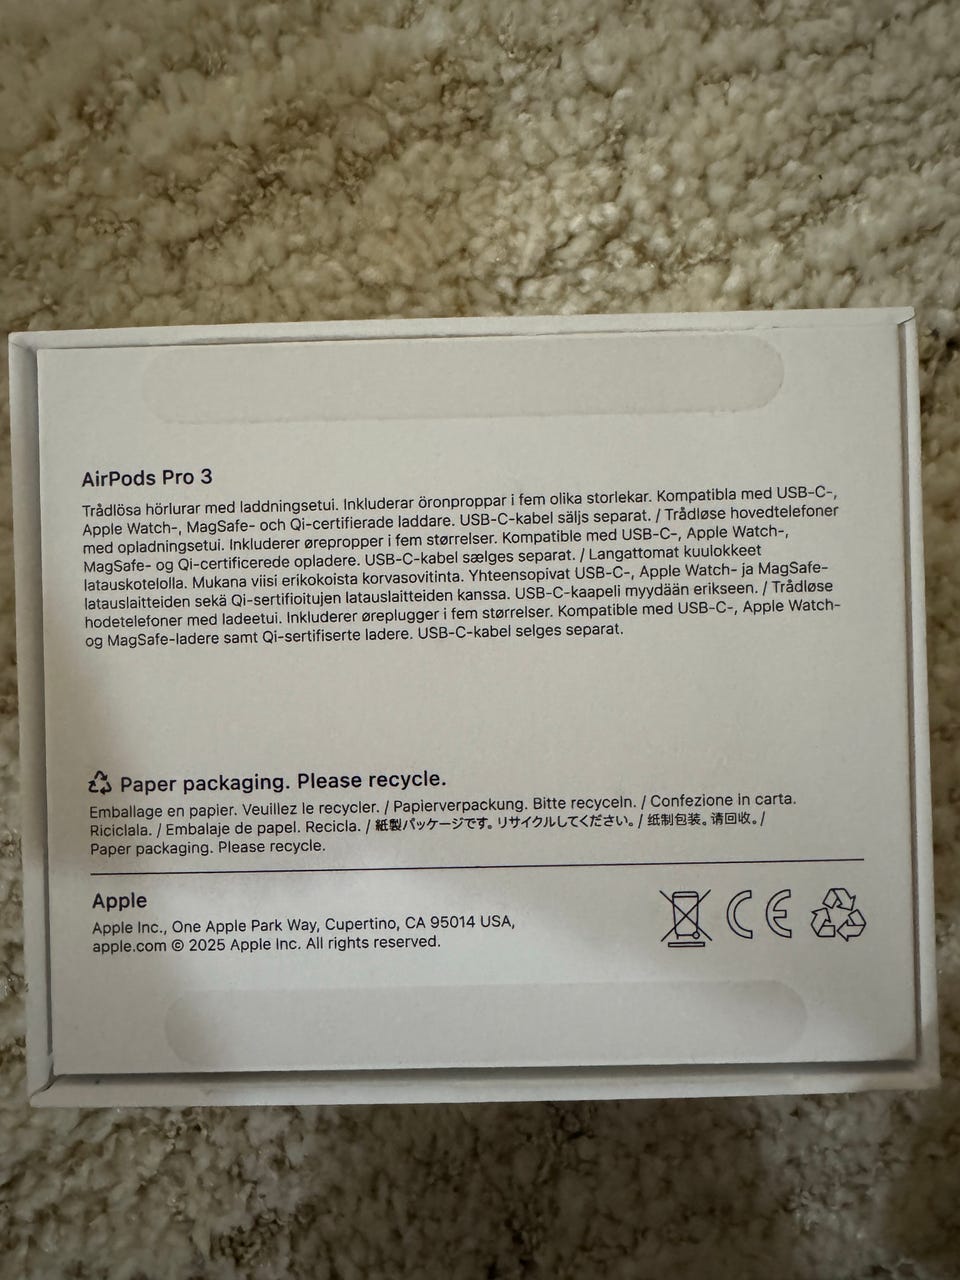 AirPods Pro 3
Trådlösa hörlurar med laddningsetui. Inkluderar öronproppar i fem olika storlekar. Kompatibla med USB-C-,
Apple Watch-, MagSafe- och Qi-certifierade laddare. USB-C-kabel säljs separat. / Trådløse hovedtelefoner
med opladningsetui. Inkluderer ørepropper i fem størrelser. Kompatible med USB-C-, Apple Watch-,
MagSafe- og Qi-certificerede opladere. USB-C-kabel sælges separat. / Langattomat kuulokkeet
latauskotelolla. Mukana viisi erikokoista korvasovitinta. Yhteensopivat USB-C-, Apple Watch- ja MagSafe-
latauslaitteiden sekä Qi-sertifioitujen latauslaitteiden kanssa. USB-C-kaapeli myydään erikseen. / Trådløse
hodetelefoner med ladeetui. Inkluderer øreplugger i fem størrelser. Kompatible med USB-C-, Apple Watch-
og MagSafe-ladere samt Qi-sertifiserte ladere. USB-C-kabel selges separat.
Paper packaging. Please recycle.
Emballage en papier. Veuillez le recycler. / Papierverpackung. Bitte recyceln. / Confezione in carta.
Riciclala. / Embalaje de papel. Recicla. / 紙製パッケージです。リサイクルしてください。/ 纸制包装。请回收。/
Paper packaging. Please recycle.
Apple
Apple Inc., One Apple Park Way, Cupertino, CA 95014 USA,
apple.com © 2025 Apple Inc. All rights reserved.
CE